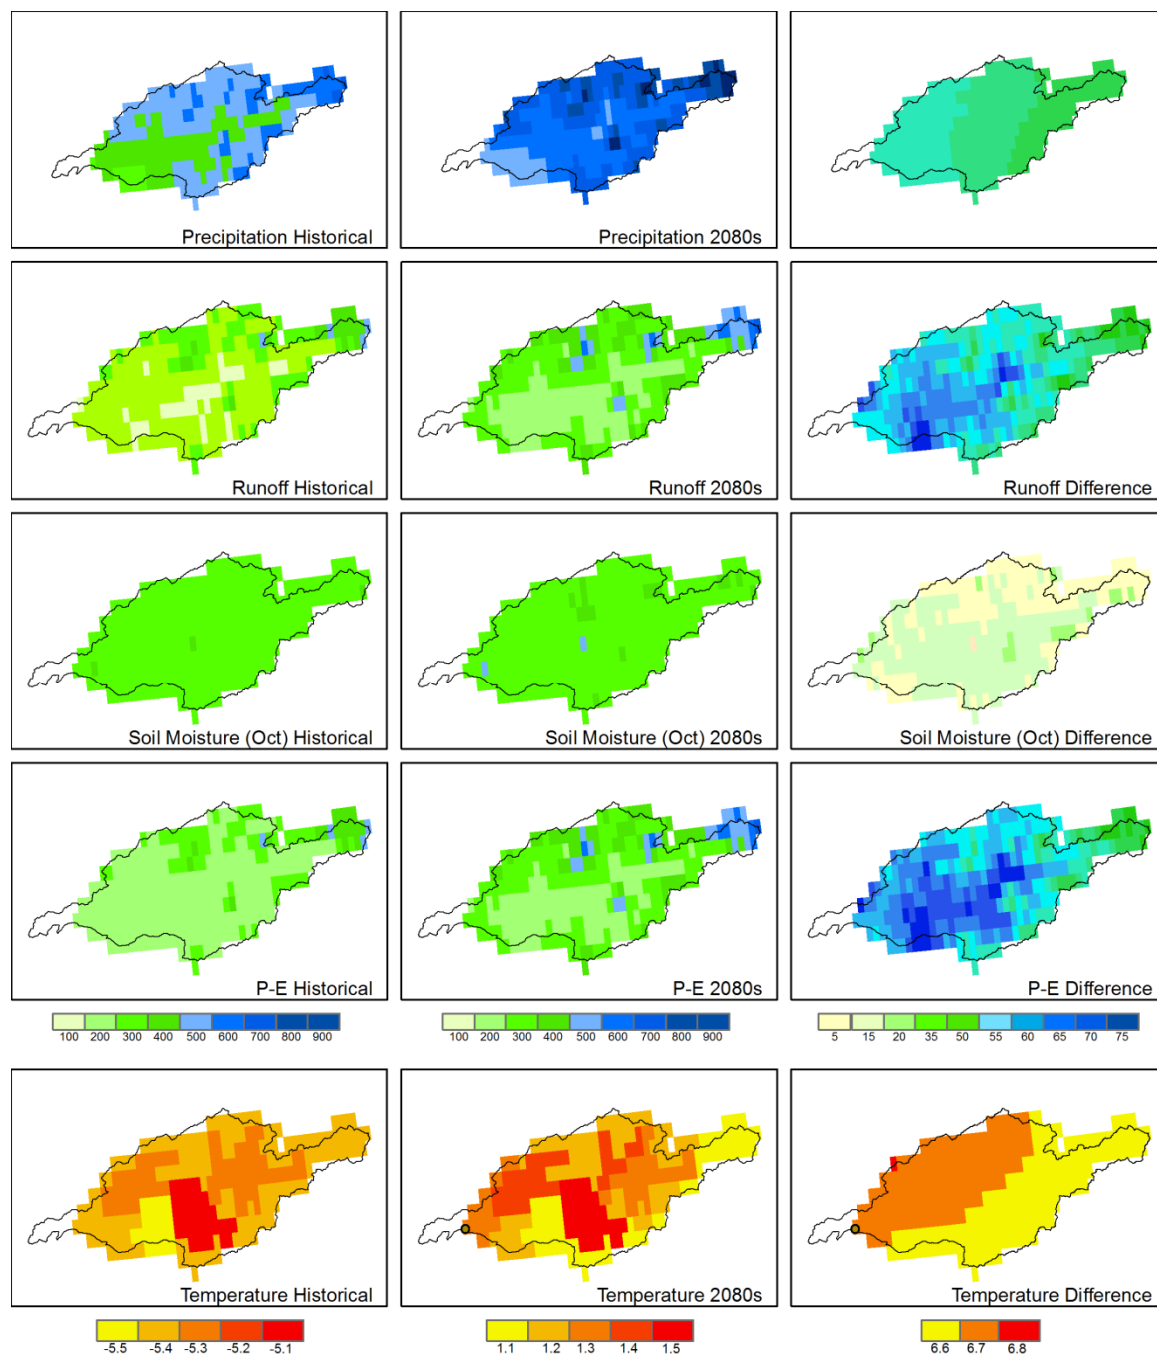 Precipitation Historical
Precipitation 2080s
Runoff Historical
Runoff 2080s
Runoff Difference
Soil Moisture (Oct) Historical
Soil Moisture (Oct) 2080s
Soil Moisture (Oct) Difference
P-E Historical
P-E 2080s
P-E Difference
100 200 300 400 500 600 700 800 900
100 200 300 400 500 600 700 800 900
5 15 20 35 50 55 60 65 70 75
Temperature Historical
Temperature 2080s
Temperature Difference
-5.5 -5.4 -5.3 -5.2 -5.1
1.1 1.2 1.3 1.4 1.5
6.6 6.7 6.8